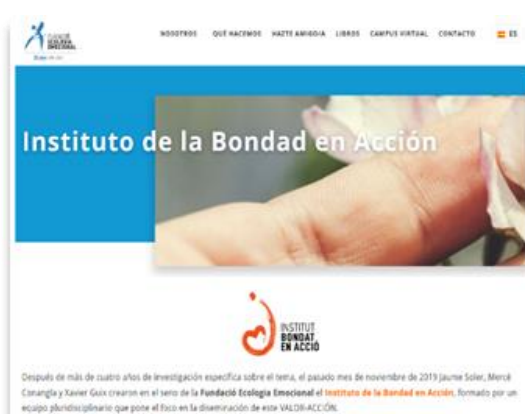 FUNDACIÓ
ECOLOGIA
EMOCIONAL
NOSOTROS QUÉ HACEMOS HAZTE AMIGO/A LIBROS CAMPUS VIRTUAL CONTACTO ES
Instituto de la Bondad en Acción
INSTITUT
BONDAT
EN ACCIÓ
Después de más de cuatro años de investigación específica sobre el tema, el pasado mes de noviembre de 2019 Jaume Soler, Mercè
Conangla y Xavier Guix crearon en el seno de la Fundació Ecologia Emocional el Instituto de la Bondad en Acción, formado por un
equipo pluridisciplinario que pone el foco en la diseminación de este VALOR-ACCIÓN.